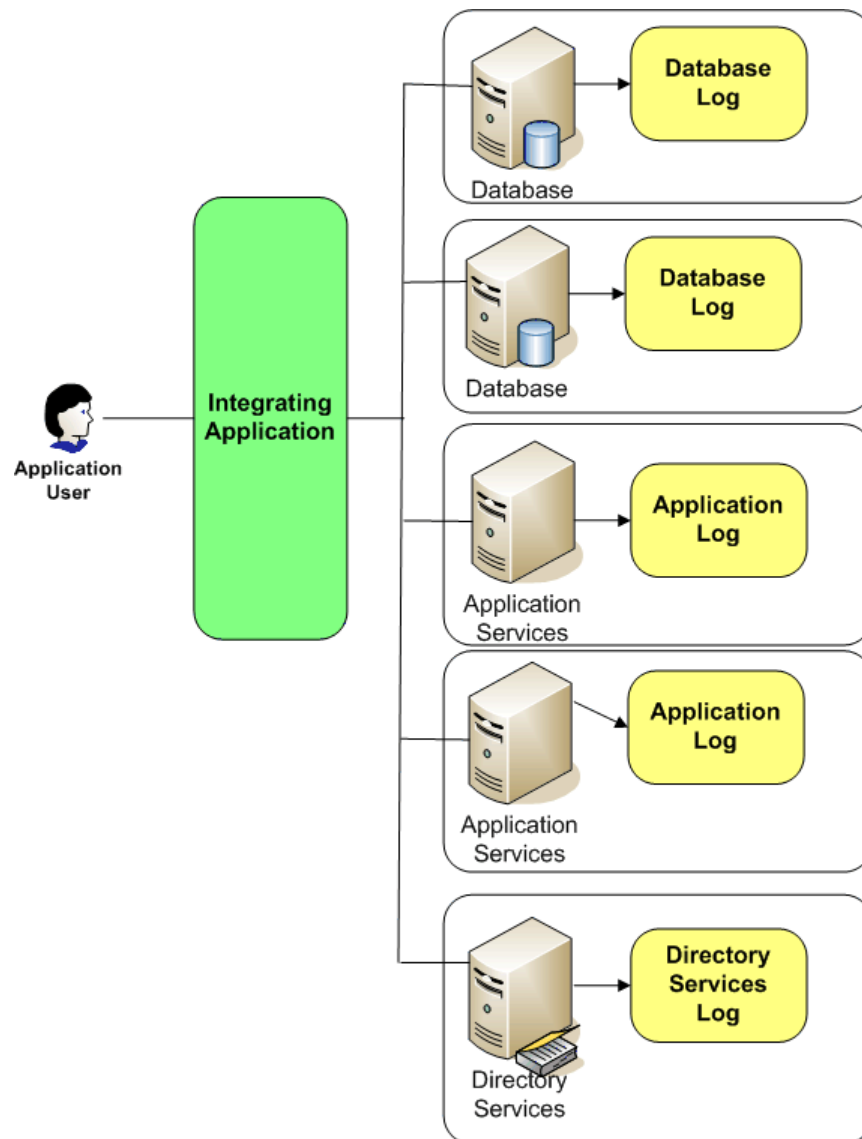 Database
Log
Database
Database
Log
Database
Integrating
Application
Application
User
Application
Log
Application
Services
Application
Log
Application
Services
Directory
Services
Log
Directory
Services